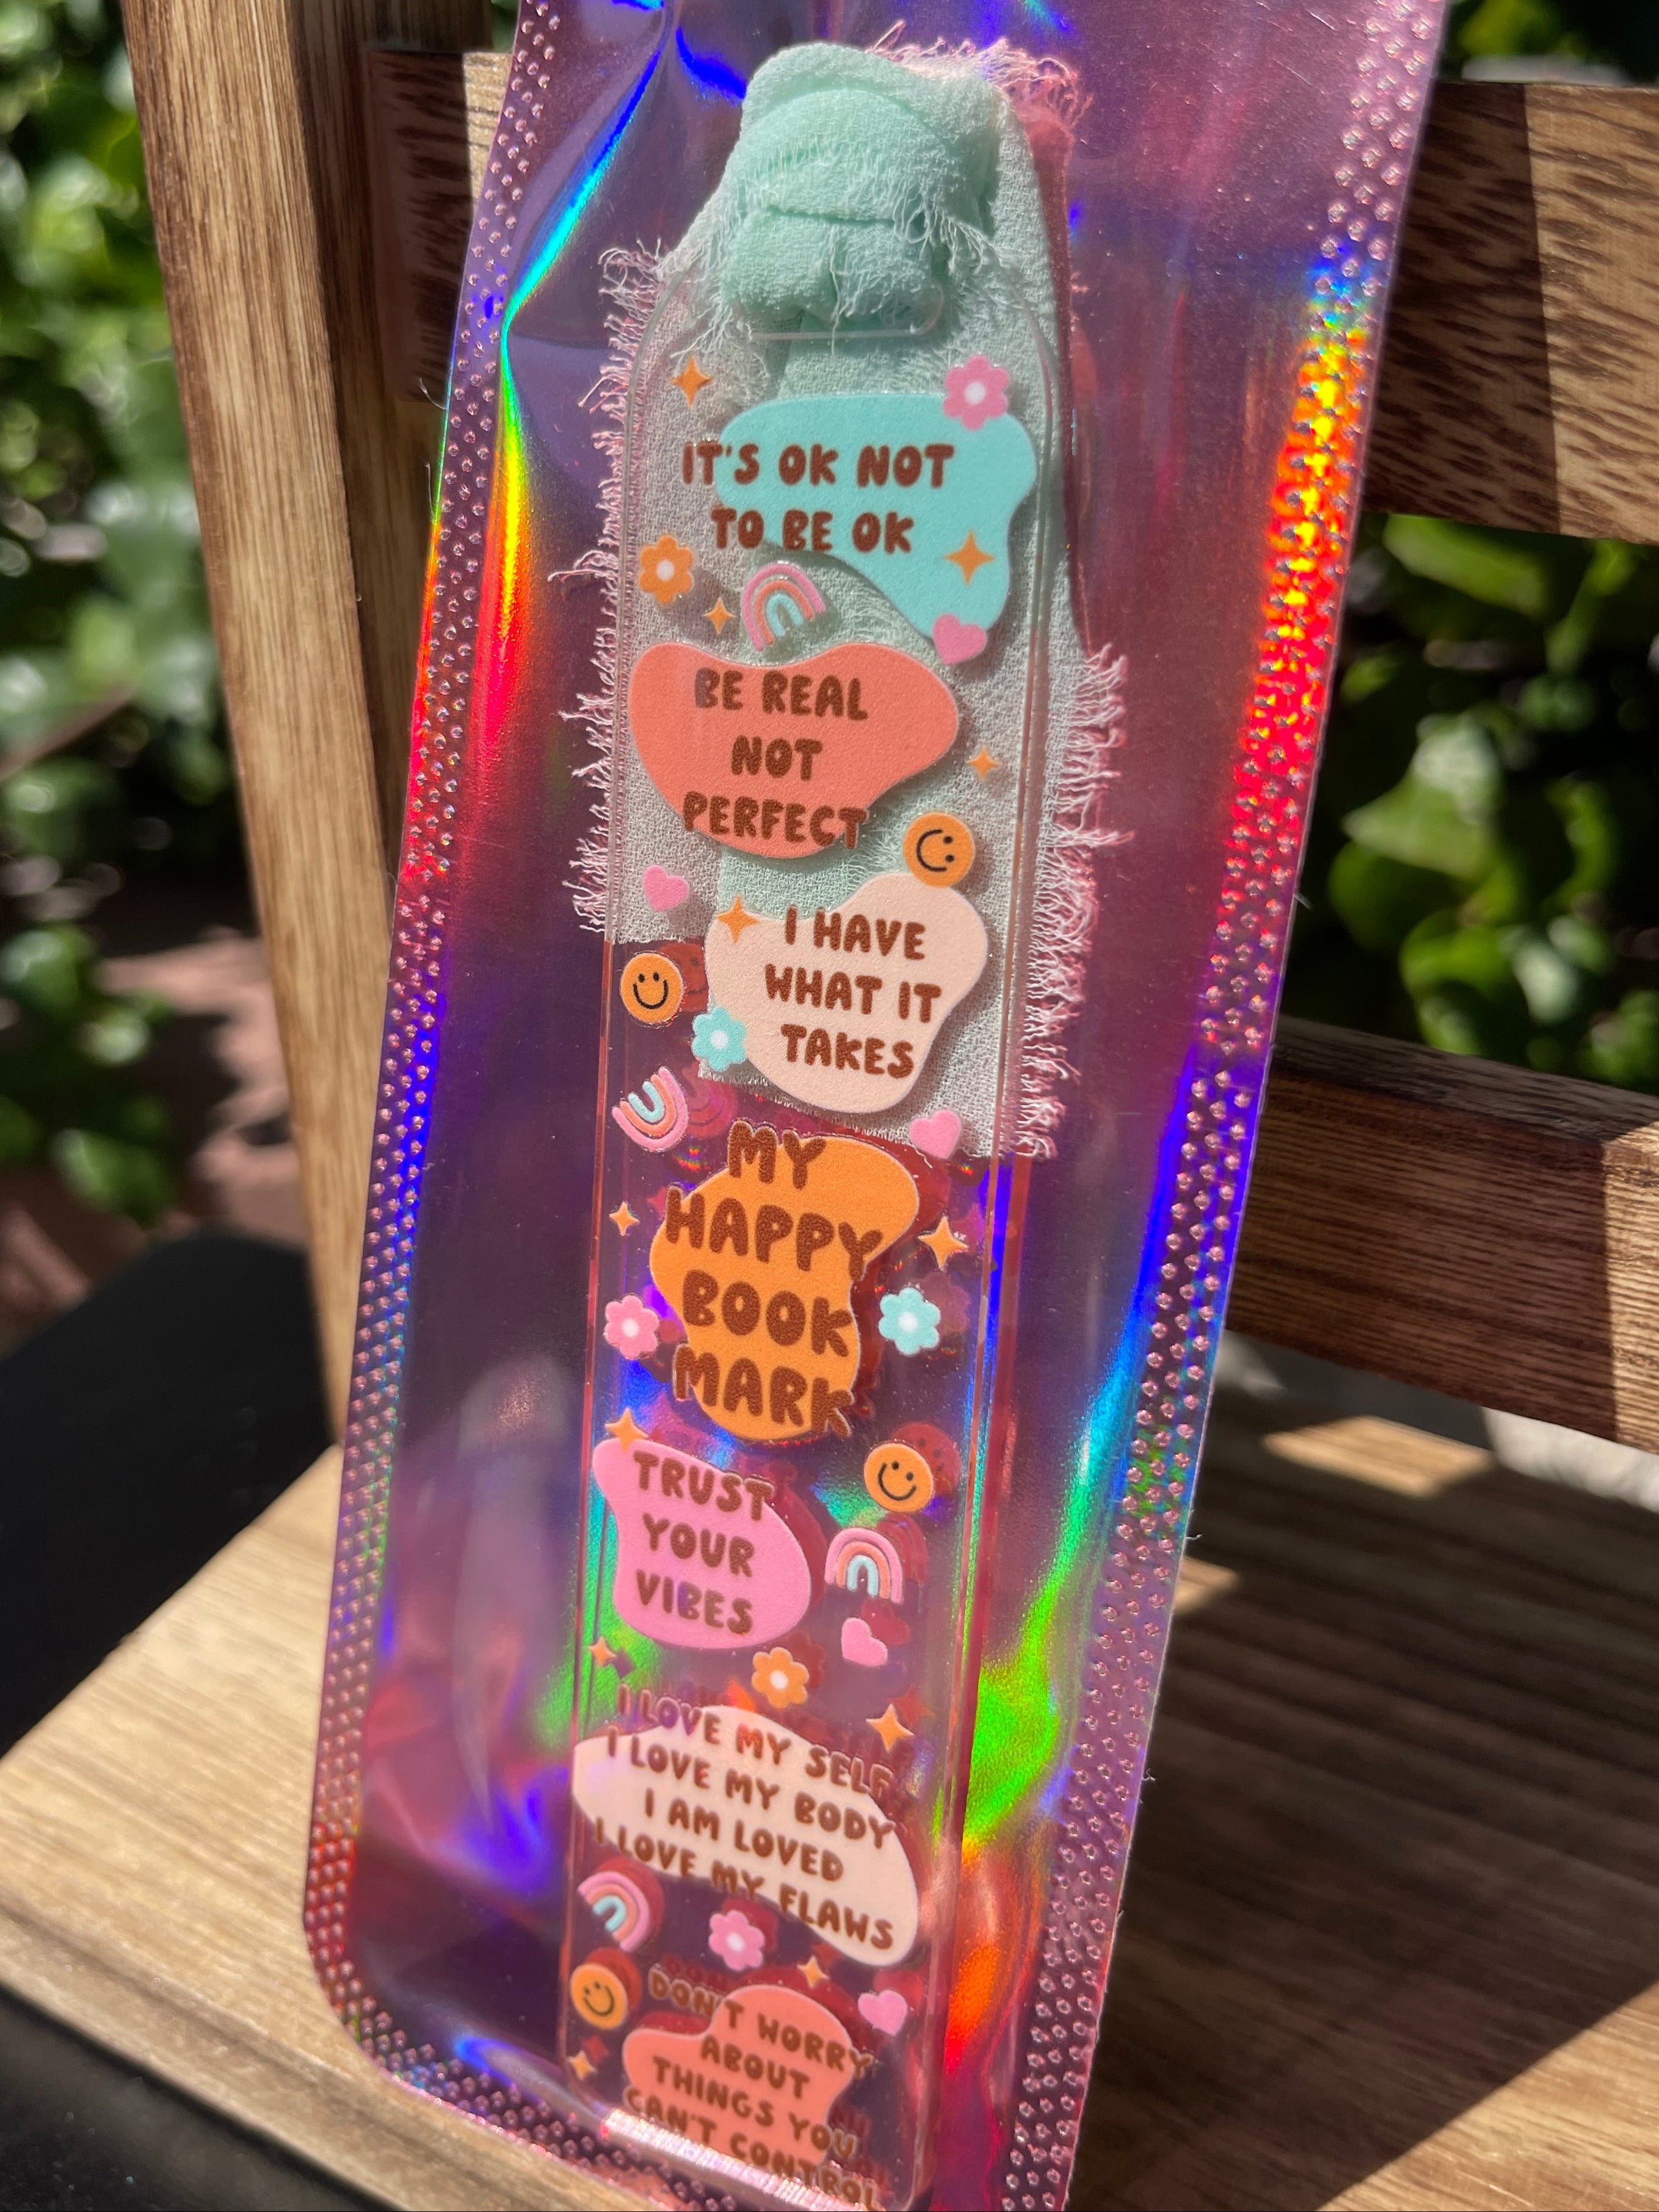 IT'S OK NOT
TO BE OK
BE REAL
NOT
PERFECT
I HAVE
WHAT IT
TAKES
MY
HAPPY
BOOK
MARK
TRUST
YOUR
VIBES
I LOVE MY SELF
I LOVE MY BODY
I AM LOVED
I LOVE MY FLAWS
DON'T WORRY
ABOUT
THINGS YOU
CAN'T CONTROL